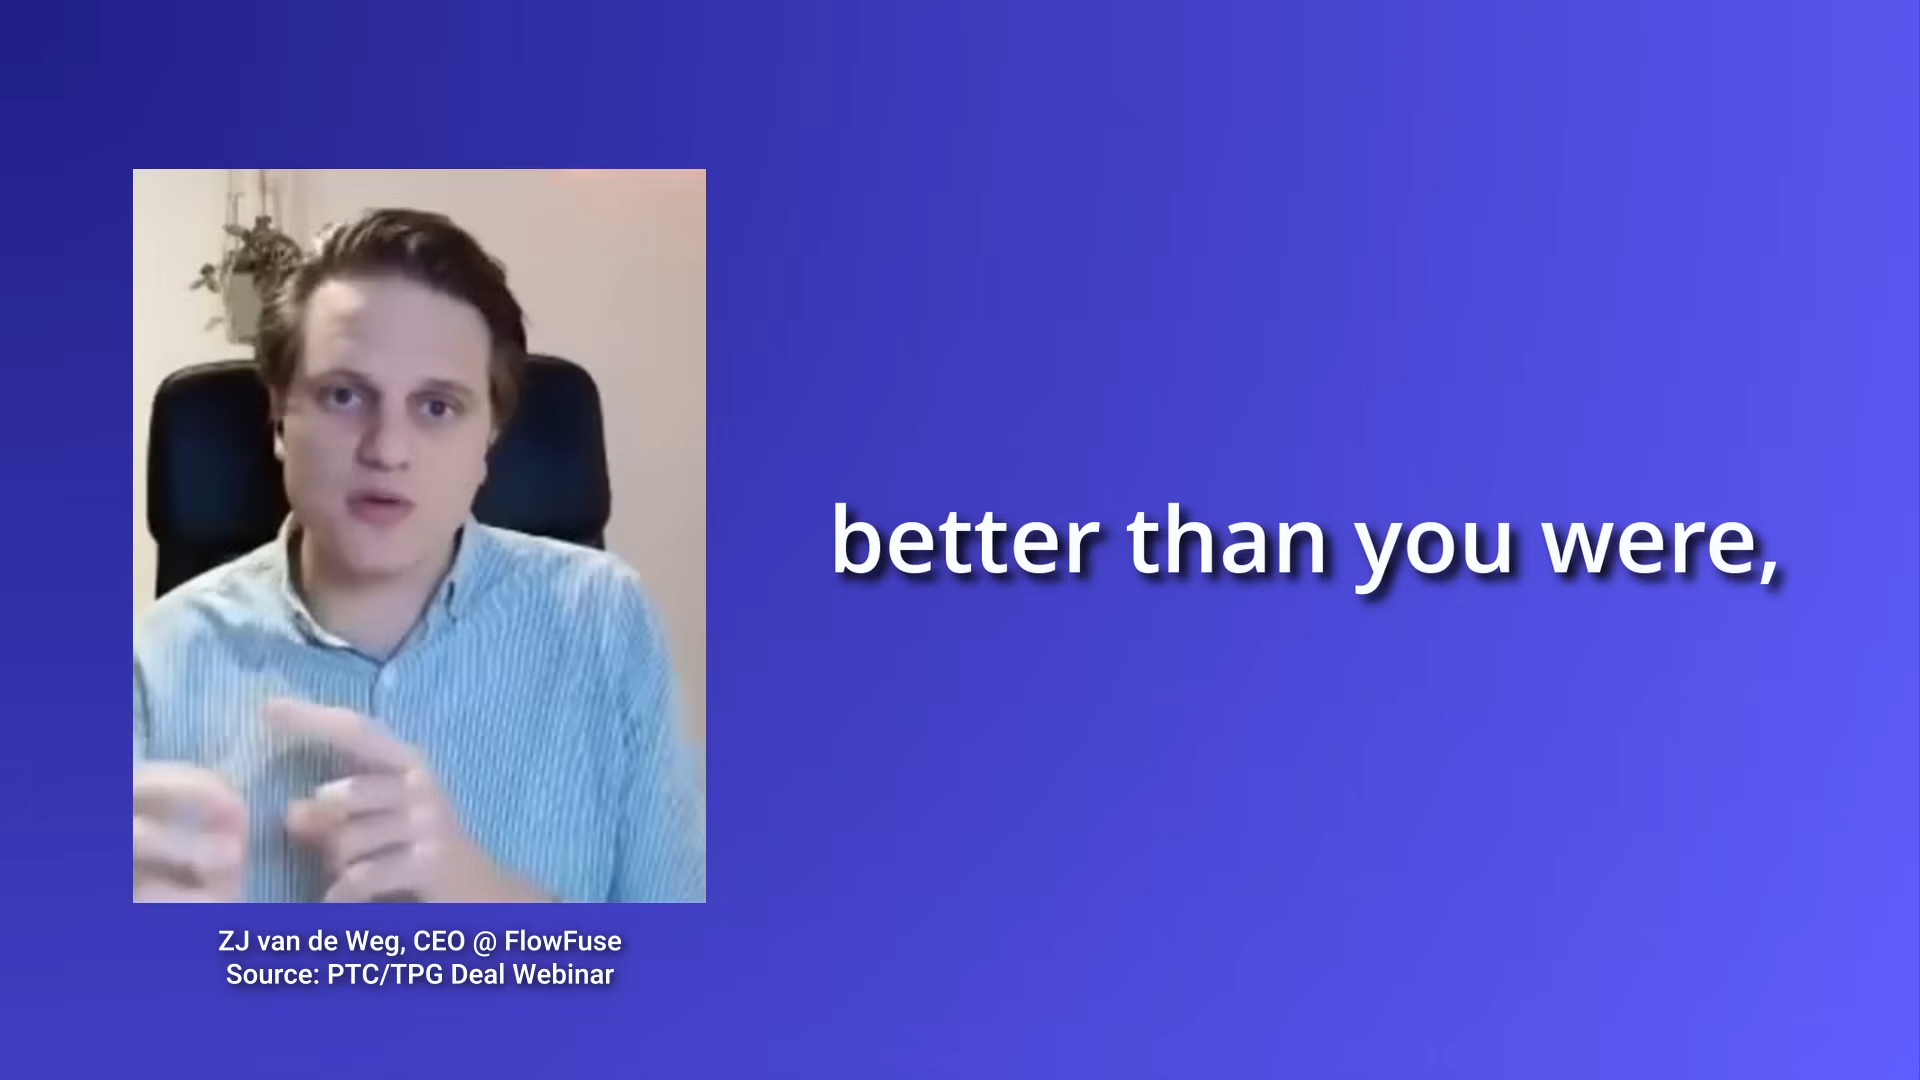 better than you were,
ZJ van de Weg, CEO @ FlowFuse
Source: PTC/TPG Deal Webinar